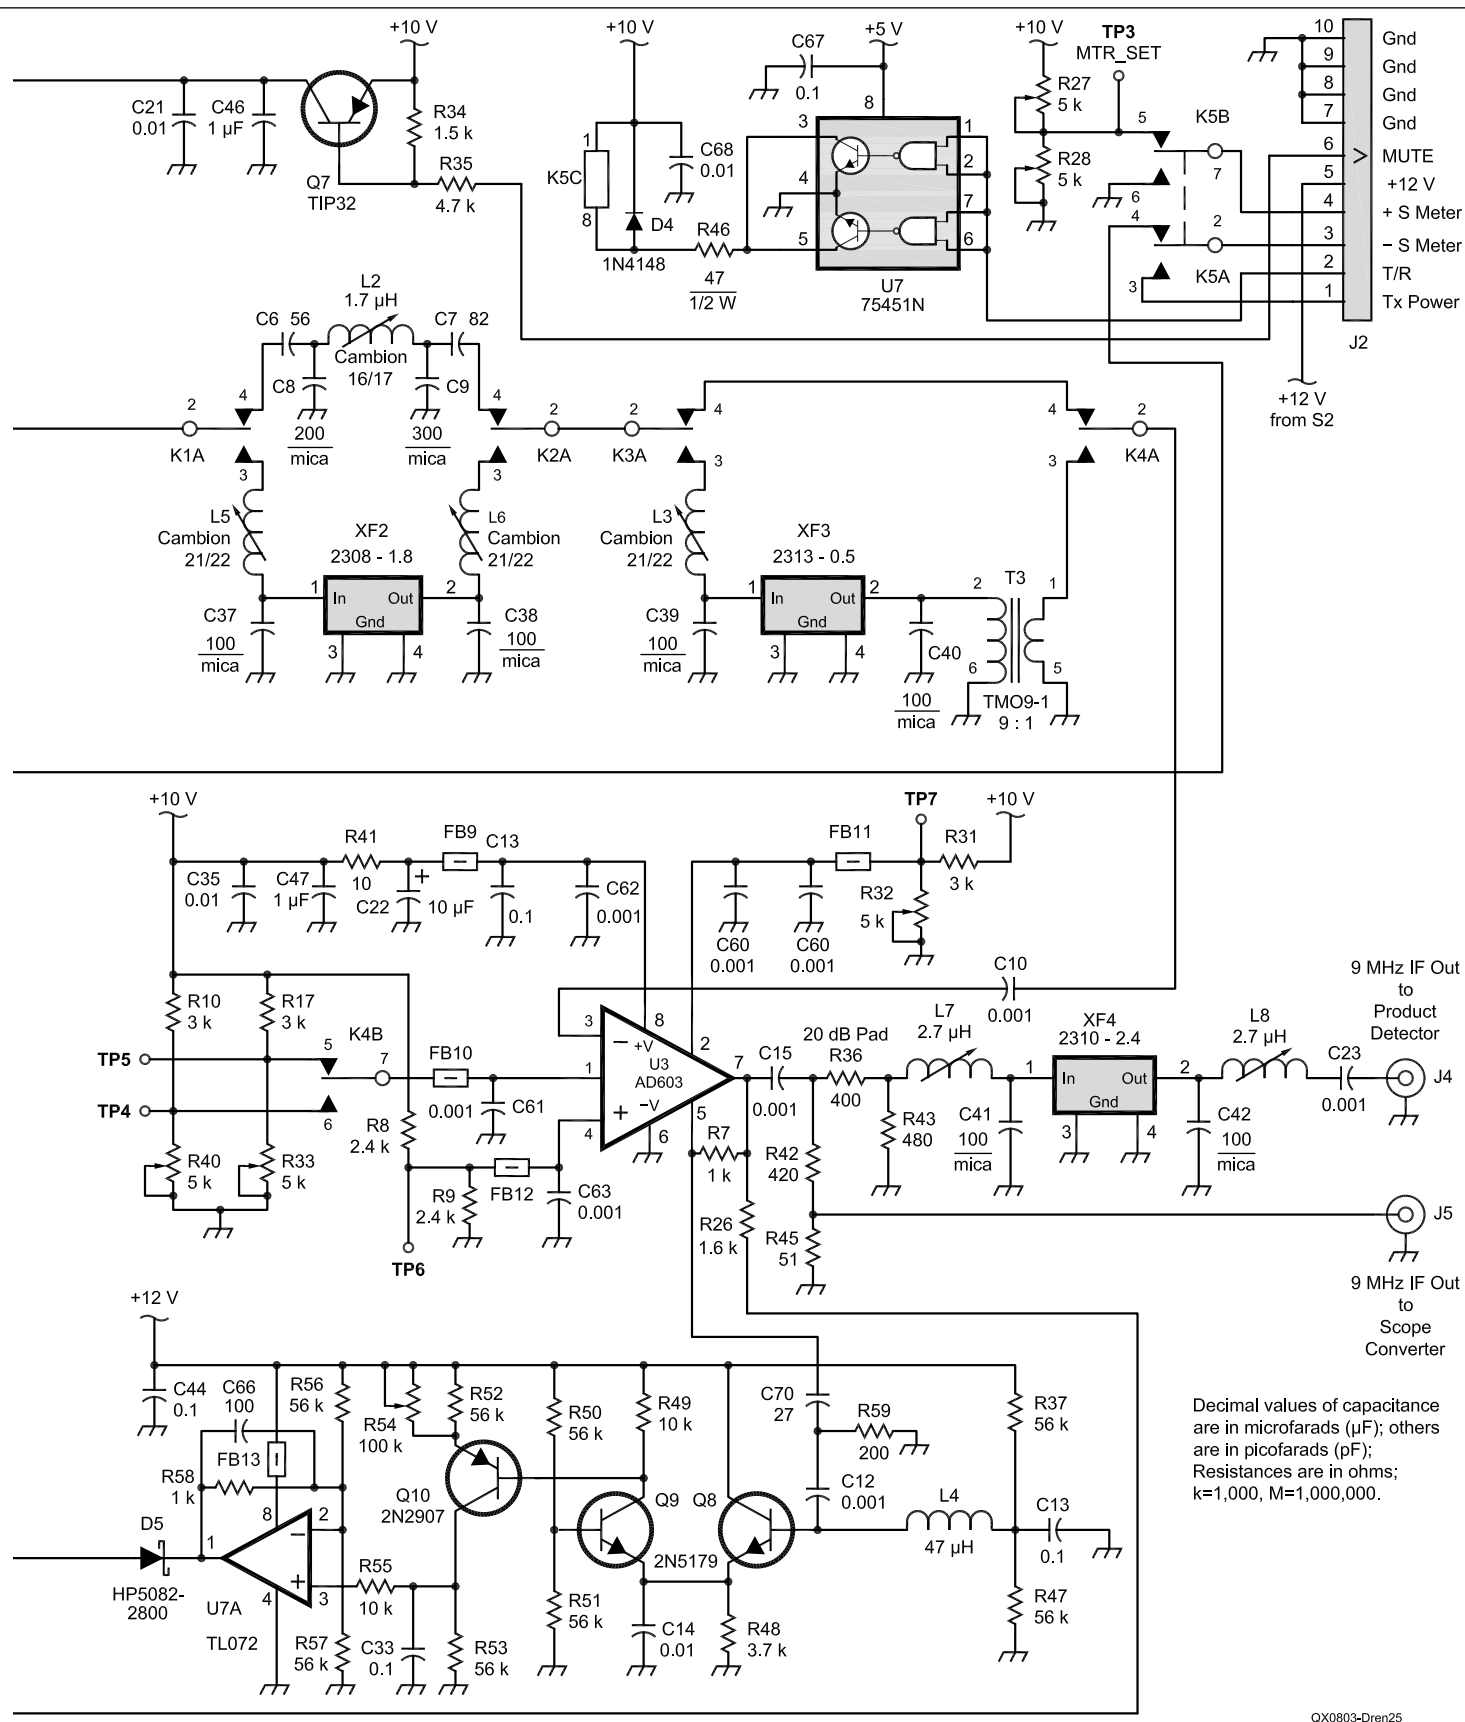 +10 V
C21
0.01
C46
1 µF
Q7
TIP32
R34
1.5 k
R35
4.7 k
+10 V
1
K5C
8
D4
1N4148
C68
0.01
R46
47
1/2 W
C67
0.1
+5 V
8
3
4
5
1
2
7
6
U7
75451N
+10 V
R27
5 k
R28
5 k
TP3
MTR_SET
5
K5B
7
6
4
2
K5A
3
10
Gnd
9
Gnd
8
Gnd
7
Gnd
6
MUTE
5
+12 V
4
+ S Meter
3
– S Meter
2
T/R
1
Tx Power
J2
+12 V
from S2
L2
1.7 µH
C6
56
C7
82
Cambion
16/17
C8
C9
200
mica
300
mica
2
4
K1A
3
4
2
K2A
3
2
K3A
4
3
4
2
K4A
3
L5
Cambion
21/22
XF2
2308 - 1.8
1
In
Out
2
Gnd
3
4
C37
100
mica
L6
Cambion
21/22
C38
100
mica
L3
Cambion
21/22
C39
100
mica
XF3
2313 - 0.5
1
In
Out
2
Gnd
3
4
C40
100
mica
T3
2
1
6
5
TMO9-1
9 : 1
+10 V
C35
0.01
C47
1 µF
R41
10
C22
+
10 µF
FB9
C13
0.1
C62
0.001
FB11
TP7
+10 V
R31
3 k
R32
5 k
C60
0.001
C60
0.001
C10
0.001
R10
3 k
R17
3 k
TP5
TP4
K4B
5
7
6
FB10
0.001
C61
R8
2.4 k
R40
5 k
R33
5 k
R9
2.4 k
TP6
FB12
C63
0.001
3
–
8
+V
1
U3
AD603
+
–V
4
6
2
7
5
C15
0.001
R7
1 k
R26
1.6 k
20 dB Pad
R36
400
R42
420
R43
480
R45
51
L7
2.7 µH
C41
100
mica
XF4
2310 - 2.4
1
In
Out
2
Gnd
3
4
L8
2.7 µH
C42
100
mica
C23
0.001
9 MHz IF Out
to
Product
Detector
J4
J5
9 MHz IF Out
to
Scope
Converter
+12 V
C44
0.1
C66
100
FB13
R58
1 k
R56
56 k
R54
100 k
R52
56 k
Q10
2N2907
R50
56 k
R49
10 k
Q9
Q8
2N5179
C70
27
R59
200
C12
0.001
L4
47 µH
R37
56 k
C13
0.1
R47
56 k
D5
HP5082-
2800
1
8
2
–
+
3
4
U7A
TL072
R55
10 k
R57
56 k
C33
0.1
R53
56 k
R51
56 k
C14
0.01
R48
3.7 k
Decimal values of capacitance
are in microfarads (µF); others
are in picofarads (pF);
Resistances are in ohms;
k=1,000, M=1,000,000.
QX0803-Dren25